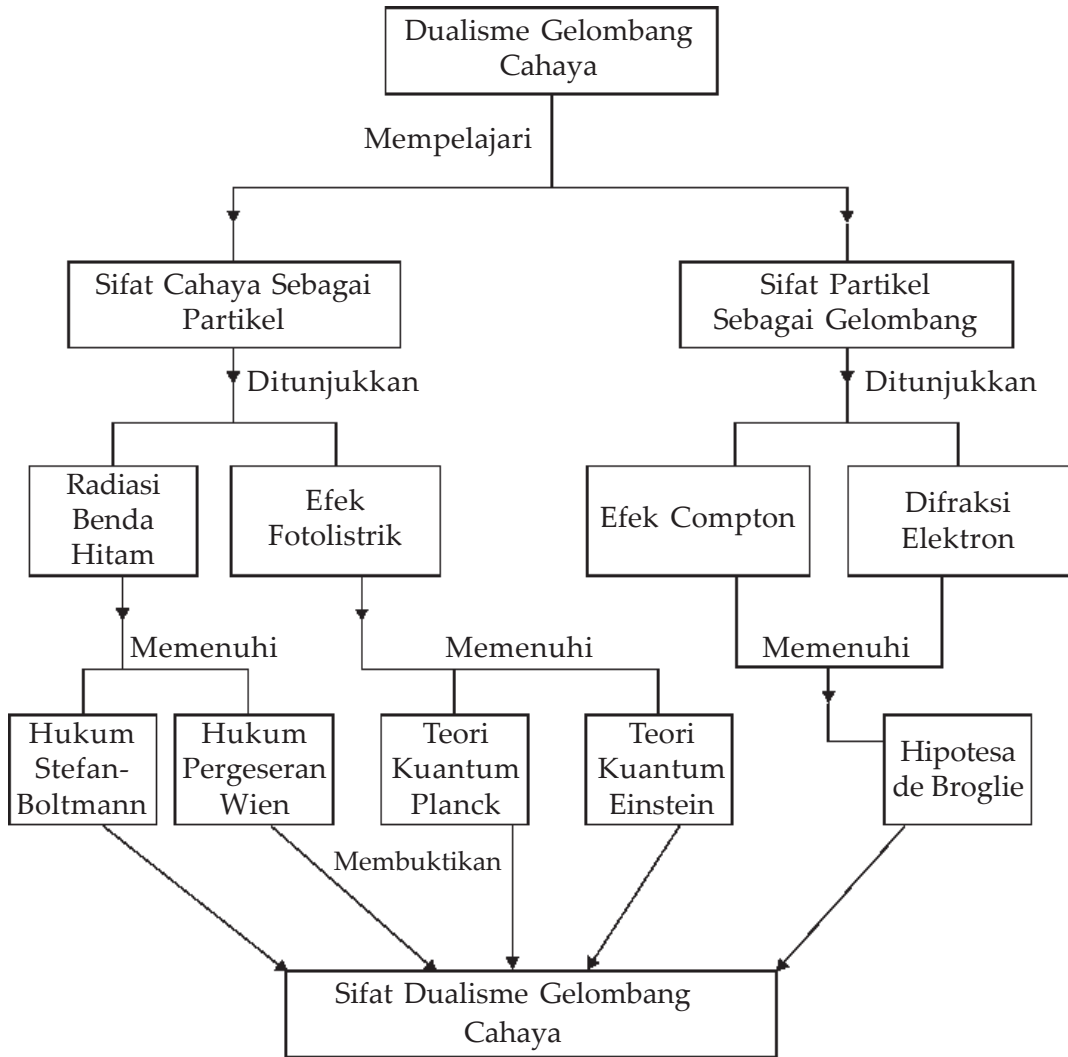 Dualisme Gelombang
Cahaya
Mempelajari
Sifat Cahaya Sebagai
Partikel
Sifat Partikel
Sebagai Gelombang
Ditunjukkan
Ditunjukkan
Radiasi
Benda
Hitam
Efek
Fotolistrik
Efek Compton
Difraksi
Elektron
Memenuhi
Memenuhi
Memenuhi
Hukum
Stefan-
Boltmann
Hukum
Pergeseran
Wien
Teori
Kuantum
Planck
Teori
Kuantum
Einstein
Hipotesa
de Broglie
Membuktikan
Sifat Dualisme Gelombang
Cahaya